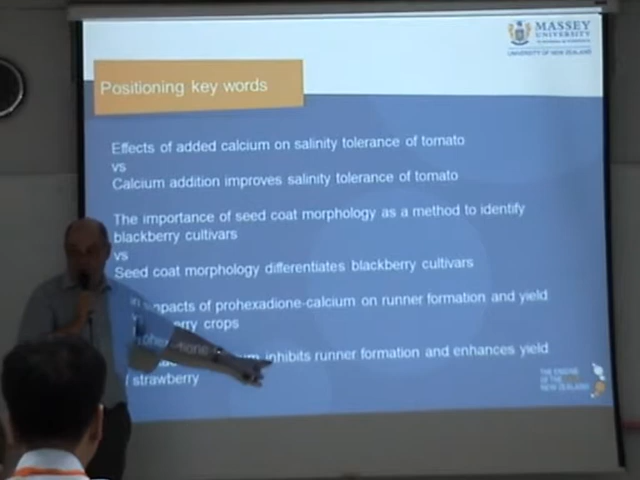 MASSEY
UNIVERSITY
UNIVERSITY OF NEW ZEALAND
Positioning key words
Effects of added calcium on salinity tolerance of tomato
vs
Calcium addition improves salinity tolerance of tomato
The importance of seed coat morphology as a method to identify
blackberry cultivars
vs
Seed coat morphology differentiates blackberry cultivars
of prohexadione-calcium on runner formation and yield
crops
inhibits runner formation and enhances yield
strawberry
THE ENGINE
OF THE NEW
NEW ZEALAND